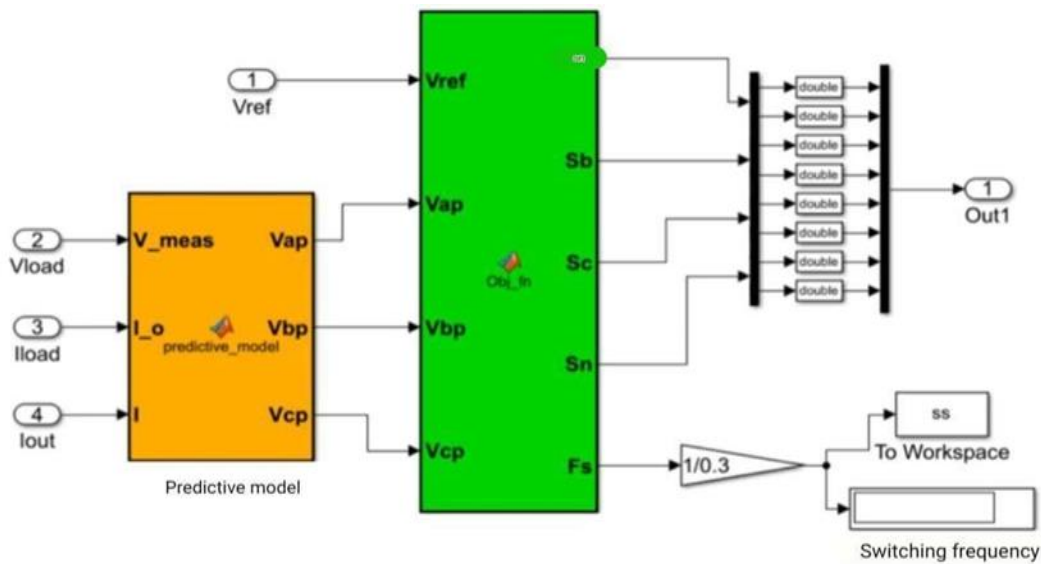 1
Vref
2
Vload
3
Iload
4
Iout
V_meas
I_o
I
predictive_model
Vap
Vbp
Vcp
Predictive model
Vref
Vap
Vbp
Vcp
Obj_fn
Sb
Sc
Sn
Fs
double
double
double
double
double
double
double
double
1
Out1
1/0.3
ss
To Workspace
Switching frequency